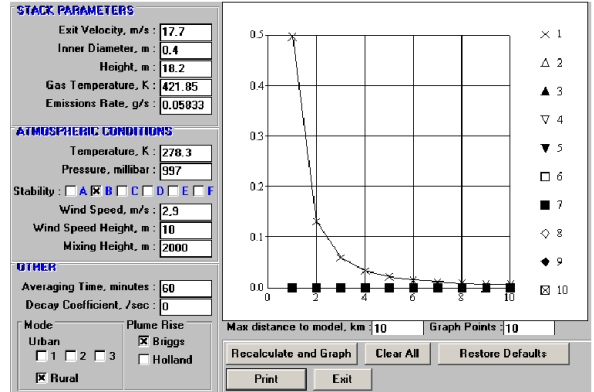 STACK PARAMETERS
Exit Velocity, m/s : 17.7
Inner Diameter, m : 0.4
Height, m : 18.2
Gas Temperature, K : 421.85
Emissions Rate, g/s : 0.05833
ATMOSPHERIC CONDITIONS
Temperature, K : 278.3
Pressure, millibar : 997
Stability : A B C D E F
Wind Speed, m/s : 2,9
Wind Speed Height, m : 10
Mixing Height, m : 2000
OTHER
Averaging Time, minutes : 60
Decay Coefficient, /sec : 0
Mode
Urban
1 2 3
Rural
Plume Rise
Briggs
Holland
0.5
0.4
0.3
0.2
0.1
0.0
0 2 4 6 8 10
1
2
3
4
5
6
7
8
9
10
Max distance to model, km : 10 Graph Points : 10
Recalculate and Graph Clear All Restore Defaults
Print Exit